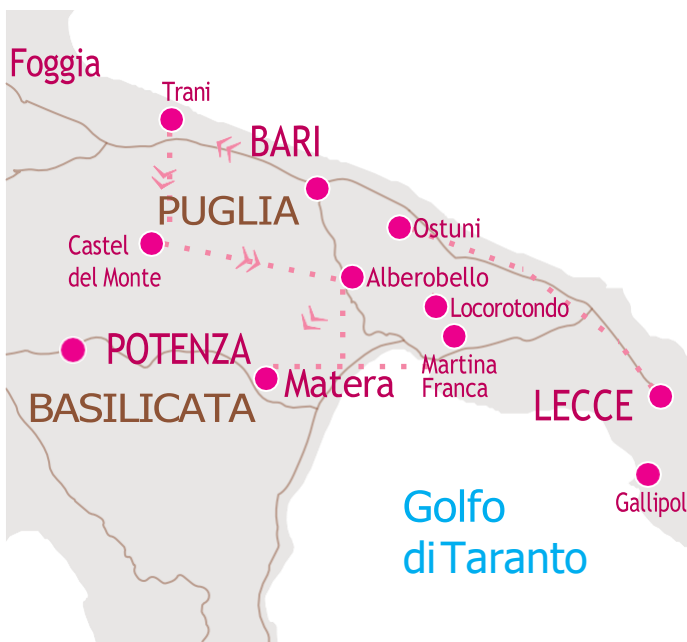 Foggia
Trani
BARI
PUGLIA
Ostuni
Castel
del Monte
Alberobello
Locorotondo
POTENZA
Martina
Franca
Matera
BASILICATA
LECCE
Gallipol
Golfo
di Taranto